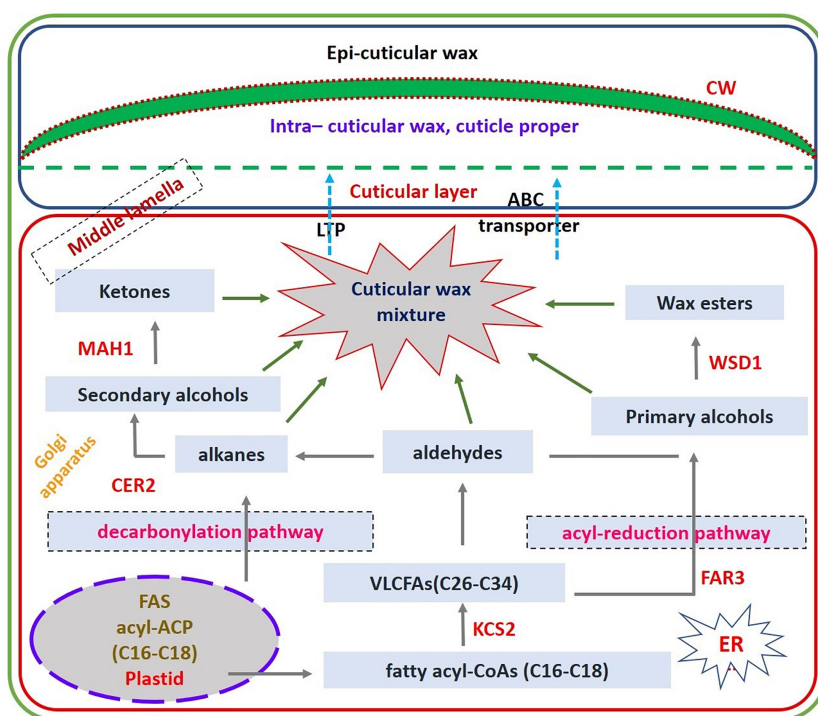 Epi-cuticular wax
CW
Intra– cuticular wax, cuticle proper
Middle lamella
Cuticular layer
ABC
transporter
LTP
Ketones
Cuticular wax
mixture
Wax esters
MAH1
WSD1
Secondary alcohols
Primary alcohols
Golgi
apparatus
alkanes
aldehydes
CER2
decarbonylation pathway
acyl-reduction pathway
VLCFAs(C26-C34)
FAR3
FAS
acyl-ACP
(C16-C18)
Plastid
KCS2
ER
fatty acyl-CoAs (C16-C18)